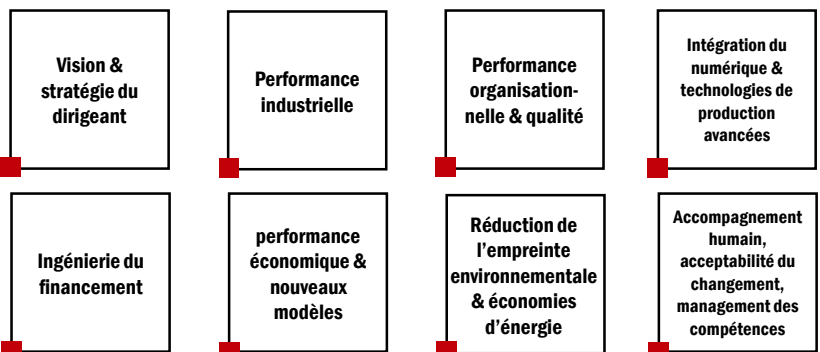 Vision &
stratégie du
dirigeant
Performance
industrielle
Performance
organisation-
nelle & qualité
Intégration du
numérique &
technologies de
production
avancées
Ingénierie du
financement
performance
économique &
nouveaux
modèles
Réduction de
l'empreinte
environnementale
& économies
d'énergie
Accompagnement
humain,
acceptabilité du
changement,
management des
compétences